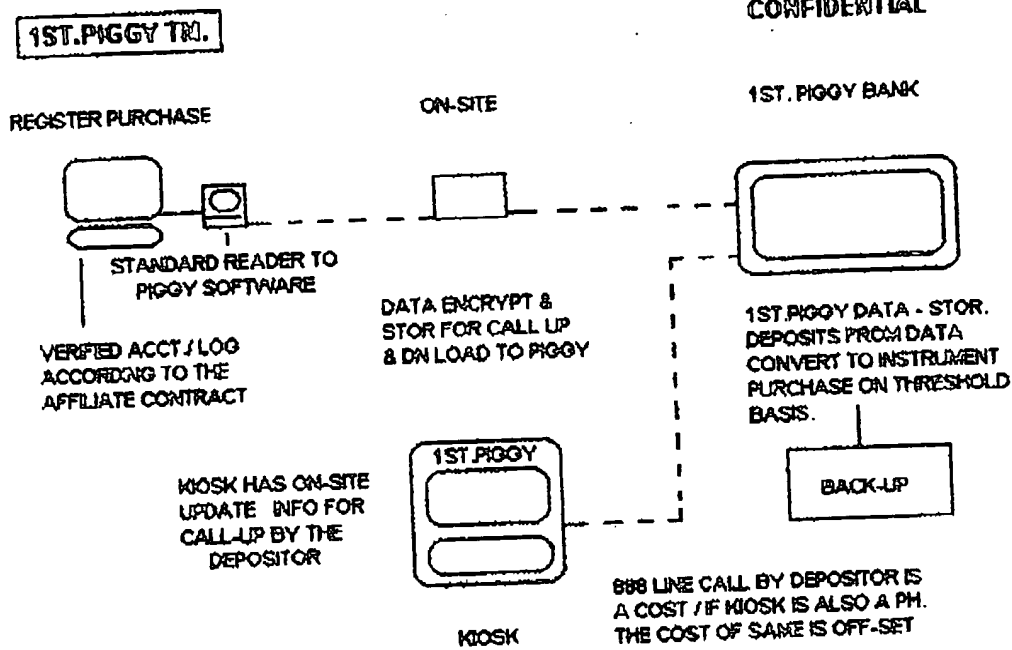 CONFIDENTIAL
1ST.PIGGY TM.
REGISTER PURCHASE
ON-SITE
1ST. PIGGY BANK
STANDARD READER TO
PIGGY SOFTWARE
VERIFIED ACCT / LOG
ACCORDING TO THE
AFFILIATE CONTRACT
DATA ENCRYPT &
STOR FOR CALL UP
& DN LOAD TO PIGGY
1ST.PIGGY DATA - STOR.
DEPOSITS FROM DATA
CONVERT TO INSTRUMENT
PURCHASE ON THRESHOLD
BASIS.
BACK-UP
1ST.PIGGY
KIOSK HAS ON-SITE
UPDATE INFO FOR
CALL-UP BY THE
DEPOSITOR
KIOSK
888 LINE CALL BY DEPOSITOR IS
A COST / IF KIOSK IS ALSO A PH.
THE COST OF SAME IS OFF-SET